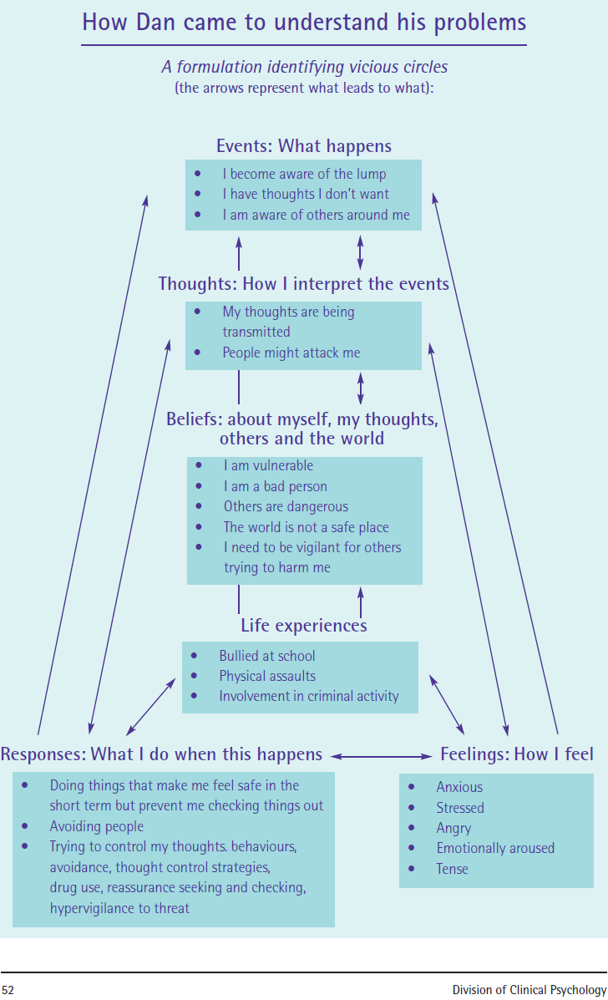 How Dan came to understand his problems
A formulation identifying vicious circles
(the arrows represent what leads to what):
Events: What happens
• I become aware of the lump
• I have thoughts I don't want
• I am aware of others around me
Thoughts: How I interpret the events
• My thoughts are being
transmitted
• People might attack me
Beliefs: about myself, my thoughts,
others and the world
• I am vulnerable
• I am a bad person
• Others are dangerous
• The world is not a safe place
• I need to be vigilant for others
trying to harm me
Life experiences
• Bullied at school
• Physical assaults
• Involvement in criminal activity
Responses: What I do when this happens
• Doing things that make me feel safe in the
short term but prevent me checking things out
• Avoiding people
• Trying to control my thoughts. behaviours,
avoidance, thought control strategies,
drug use, reassurance seeking and checking,
hypervigilance to threat
Feelings: How I feel
• Anxious
• Stressed
• Angry
• Emotionally aroused
• Tense
52
Division of Clinical Psychology